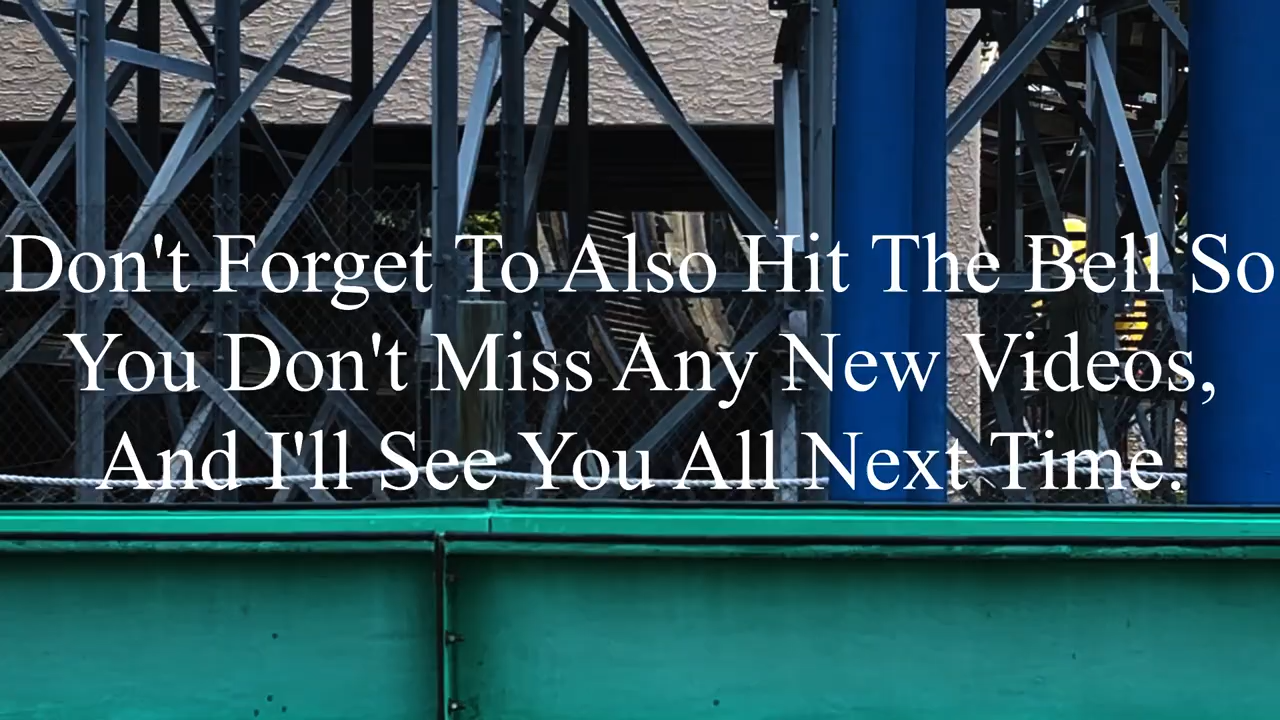 Don't Forget To Also Hit The Bell So
You Don't Miss Any New Videos,
And I'll See You All Next Time.